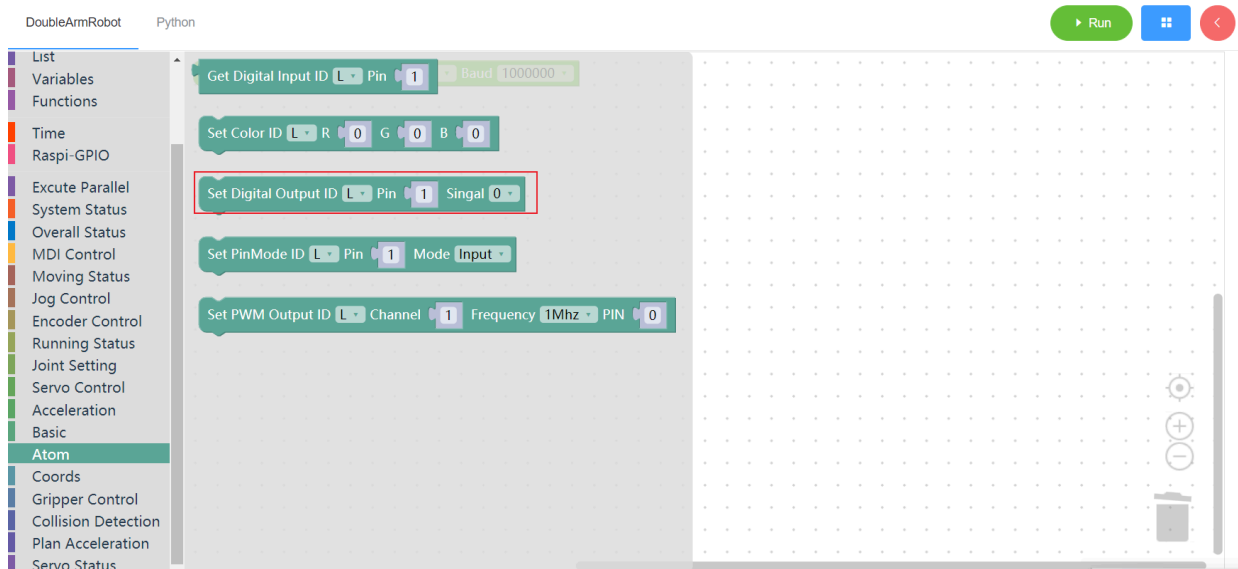 DoubleArmRobot Python Run
List
Variables
Functions
Time
Raspi-GPIO
Excute Parallel
System Status
Overall Status
MDI Control
Moving Status
Jog Control
Encoder Control
Running Status
Joint Setting
Servo Control
Acceleration
Basic
Atom
Coords
Gripper Control
Collision Detection
Plan Acceleration
Servo Status
Get Digital Input ID L Pin 1 Baud 1000000
Set Color ID L R 0 G 0 B 0
Set Digital Output ID L Pin 1 Singal 0
Set PinMode ID L Pin 1 Mode Input
Set PWM Output ID L Channel 1 Frequency 1Mhz PIN 0